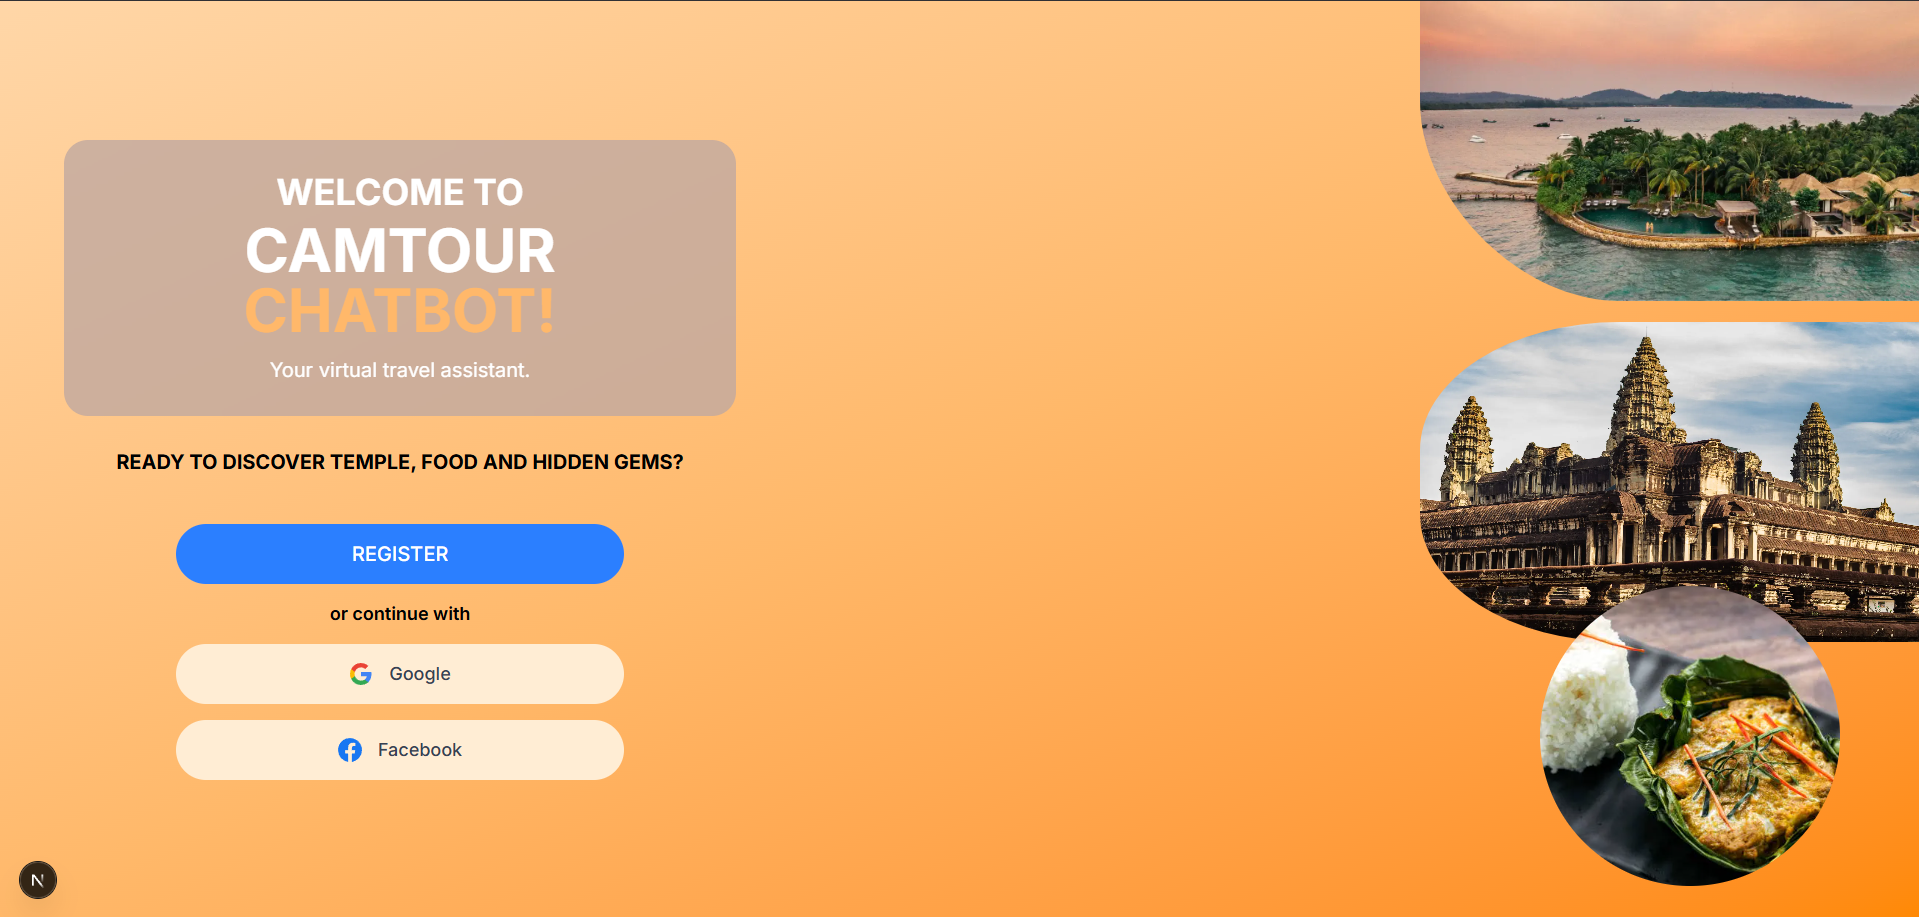 WELCOME TO
CAMTOUR
CHATBOT!
Your virtual travel assistant.
READY TO DISCOVER TEMPLE, FOOD AND HIDDEN GEMS?
REGISTER
or continue with
Google
Facebook
N